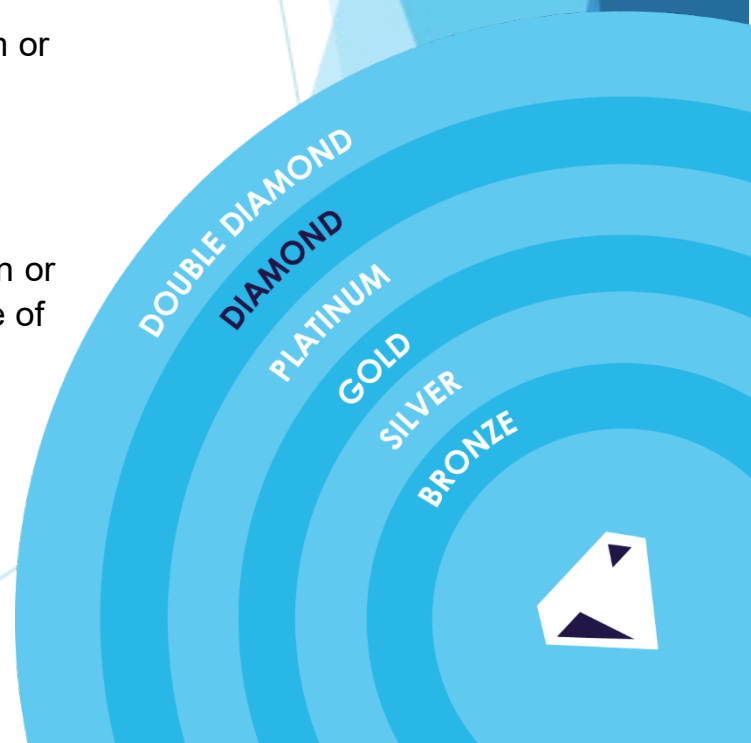 or
or
of
DOUBLE DIAMOND
DIAMOND
PLATINUM
GOLD
SILVER
BRONZE